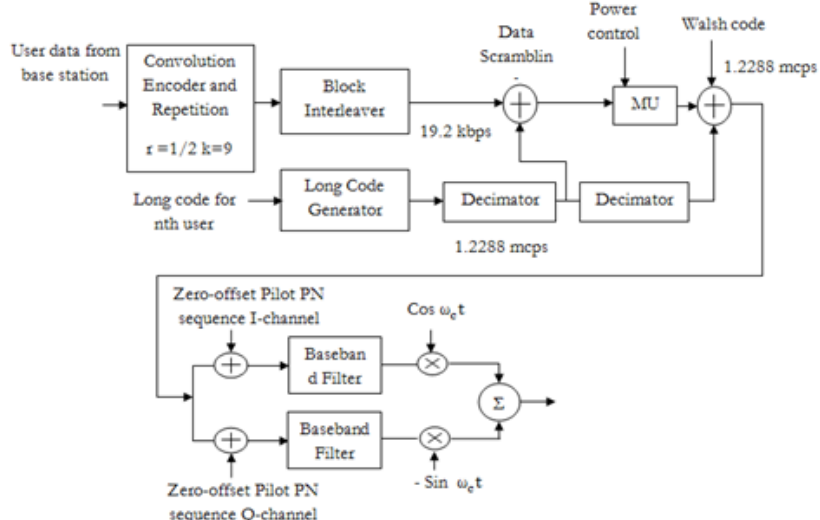 Power
control
Walsh code
Data
Scramblin
-
User data from
base station
Convolution
Encoder and
Repetition
r =1/2 k=9
Block
Interleaver
19.2 kbps
+
MU
+
1.2288 mcps
Long code for
nth user
Long Code
Generator
Decimator
Decimator
1.2288 mcps
Zero-offset Pilot PN
sequence I-channel
Cos ωct
+
Baseban
d Filter
×
Σ
+
Baseband
Filter
×
- Sin ωct
Zero-offset Pilot PN
sequence Q-channel